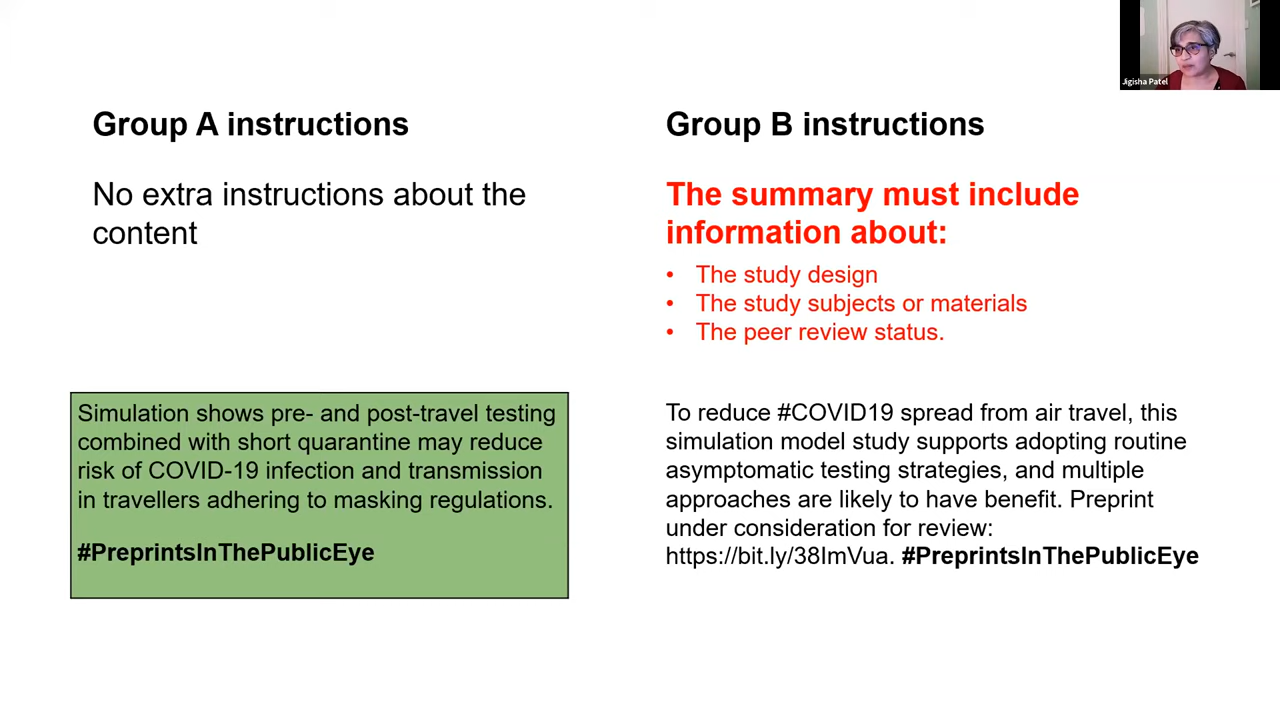 Jigisha Patel
Group A instructions
No extra instructions about the
content
Simulation shows pre- and post-travel testing
combined with short quarantine may reduce
risk of COVID-19 infection and transmission
in travellers adhering to masking regulations.
#PreprintsInThePublicEye
Group B instructions
The summary must include
information about:
• The study design
• The study subjects or materials
• The peer review status.
To reduce #COVID19 spread from air travel, this
simulation model study supports adopting routine
asymptomatic testing strategies, and multiple
approaches are likely to have benefit. Preprint
under consideration for review:
https://bit.ly/38ImVua. #PreprintsInThePublicEye